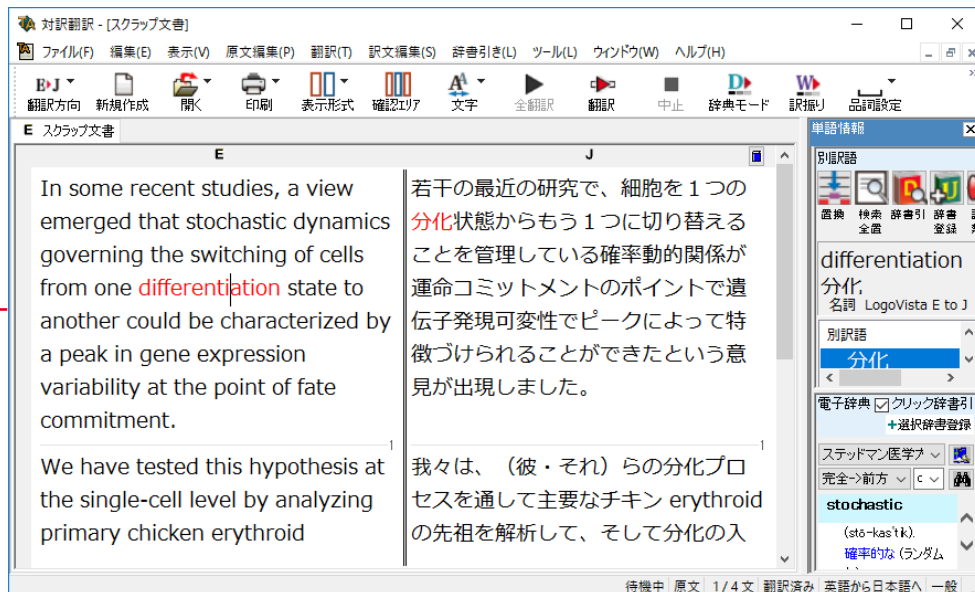 対訳翻訳 - [スクラップ文書]
ファイル(F) 編集(E) 表示(V) 原文編集(P) 翻訳(T) 訳文編集(S) 辞書引き(L) ツール(L) ウィンドウ(W) ヘルプ(H)
E▸J
翻訳方向 新規作成 開く 印刷 表示形式 確認エリア 文字 全翻訳 翻訳 中止 辞典モード 訳振り 品詞設定
E スクラップ文書
単語情報
E
J
別訳語
In some recent studies, a view
emerged that stochastic dynamics
governing the switching of cells
from one differentiation state to
another could be characterized by
a peak in gene expression
variability at the point of fate
commitment.
1
We have tested this hypothesis at
the single-cell level by analyzing
primary chicken erythroid
若干の最近の研究で、細胞を１つの
分化状態からもう１つに切り替える
ことを管理している確率動的関係が
運命コミットメントのポイントで遺
伝子発現可変性でピークによって特
徴づけられることができたという意
見が出現しました。
1
我々は、（彼・それ）らの分化プロ
セスを通して主要なチキン erythroid
の先祖を解析して、そして分化の入
置換 検索 辞書引 辞書
全置 登録
differentiation
分化
名詞 LogoVista E to J
別訳語
分化
電子辞典 クリック辞書引
+選択辞書登録
ステッドマン医学
完全->前方 c
stochastic
(stō-kas'tik).
確率的な (ランダム
待機中 原文 1/4文 翻訳済み 英語から日本語へ 一般